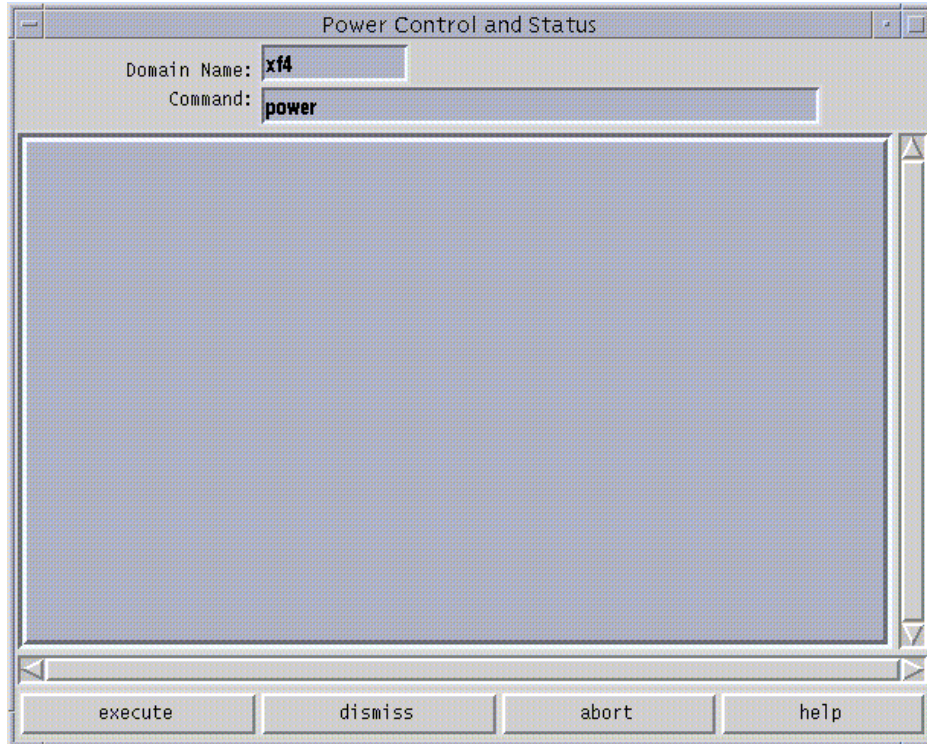 Power Control and Status
Domain Name: xf4
Command: power
execute dismiss abort help